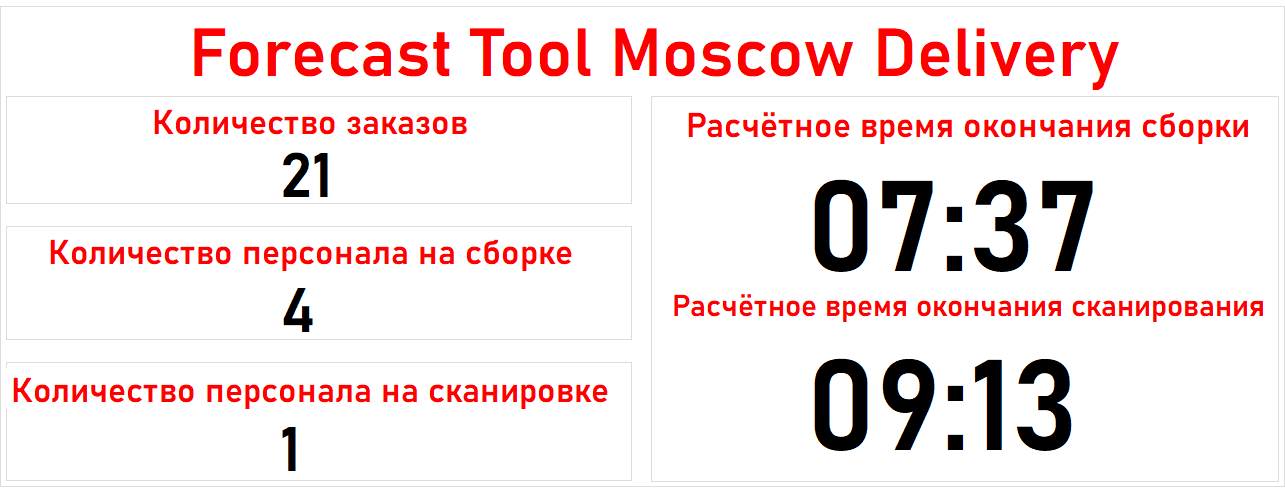 Forecast Tool Moscow Delivery
Количество заказов
21
Количество персонала на сборке
4
Количество персонала на сканировке
1
Расчётное время окончания сборки
07:37
Расчётное время окончания сканирования
09:13